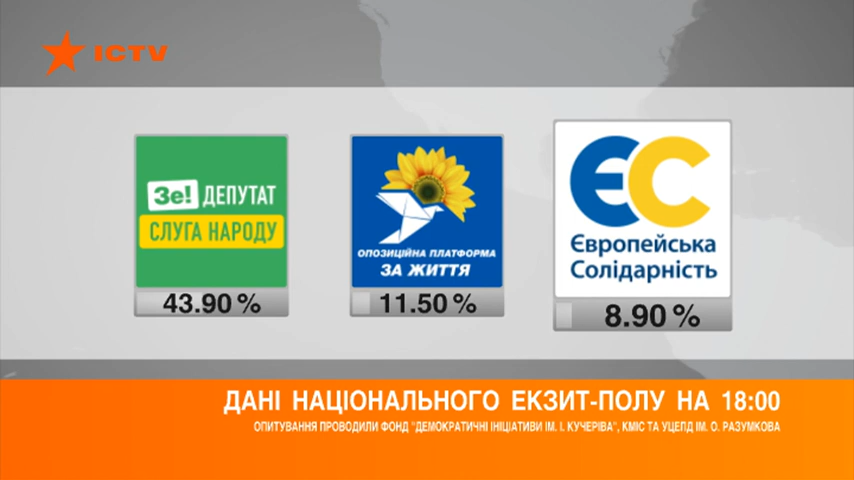 ICTV
Зе! ДЕПУТАТ
СЛУГА НАРОДУ
43.90 %
ОПОЗИЦІЙНА ПЛАТФОРМА
ЗА ЖИТТЯ
11.50 %
ЄС
Європейська
Солідарність
8.90 %
ДАНІ НАЦІОНАЛЬНОГО ЕКЗИТ-ПОЛУ НА 18:00
ОПИТУВАННЯ ПРОВОДИЛИ ФОНД "ДЕМОКРАТИЧНІ ІНІЦІАТИВИ ІМ. І. КУЧЕРІВА", КМІС ТА УЦЕПД ІМ. О. РАЗУМКОВА